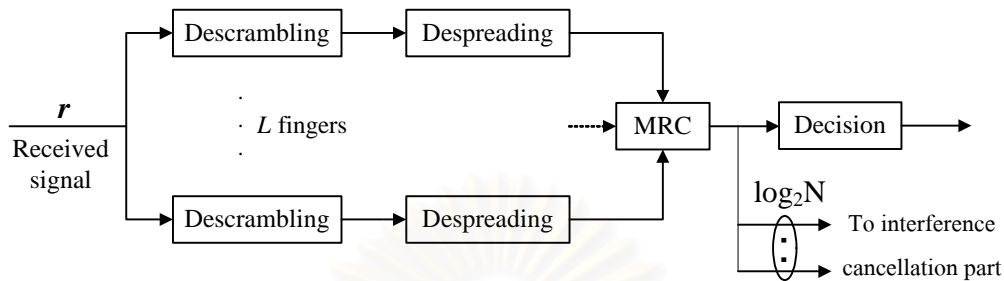 Descrambling
Despreading
r
Received
signal
L fingers
MRC
Decision
Descrambling
Despreading
log₂N
To interference
cancellation part